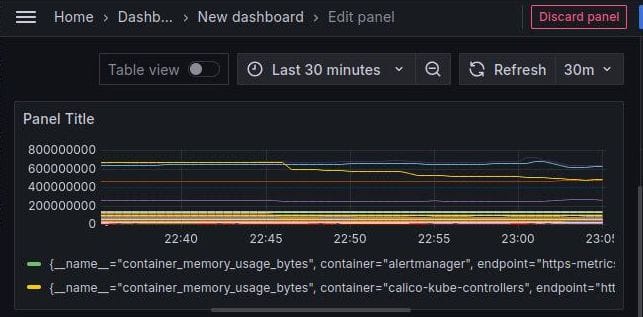 Home › Dashb... › New dashboard › Edit panel
Discard panel
Table view
Last 30 minutes
Refresh 30m
Panel Title
800000000
600000000
400000000
200000000
0
22:40 22:45 22:50 22:55 23:00 23:05
{__name__="container_memory_usage_bytes", container="alertmanager", endpoint="https-metrics
{__name__="container_memory_usage_bytes", container="calico-kube-controllers", endpoint="htt